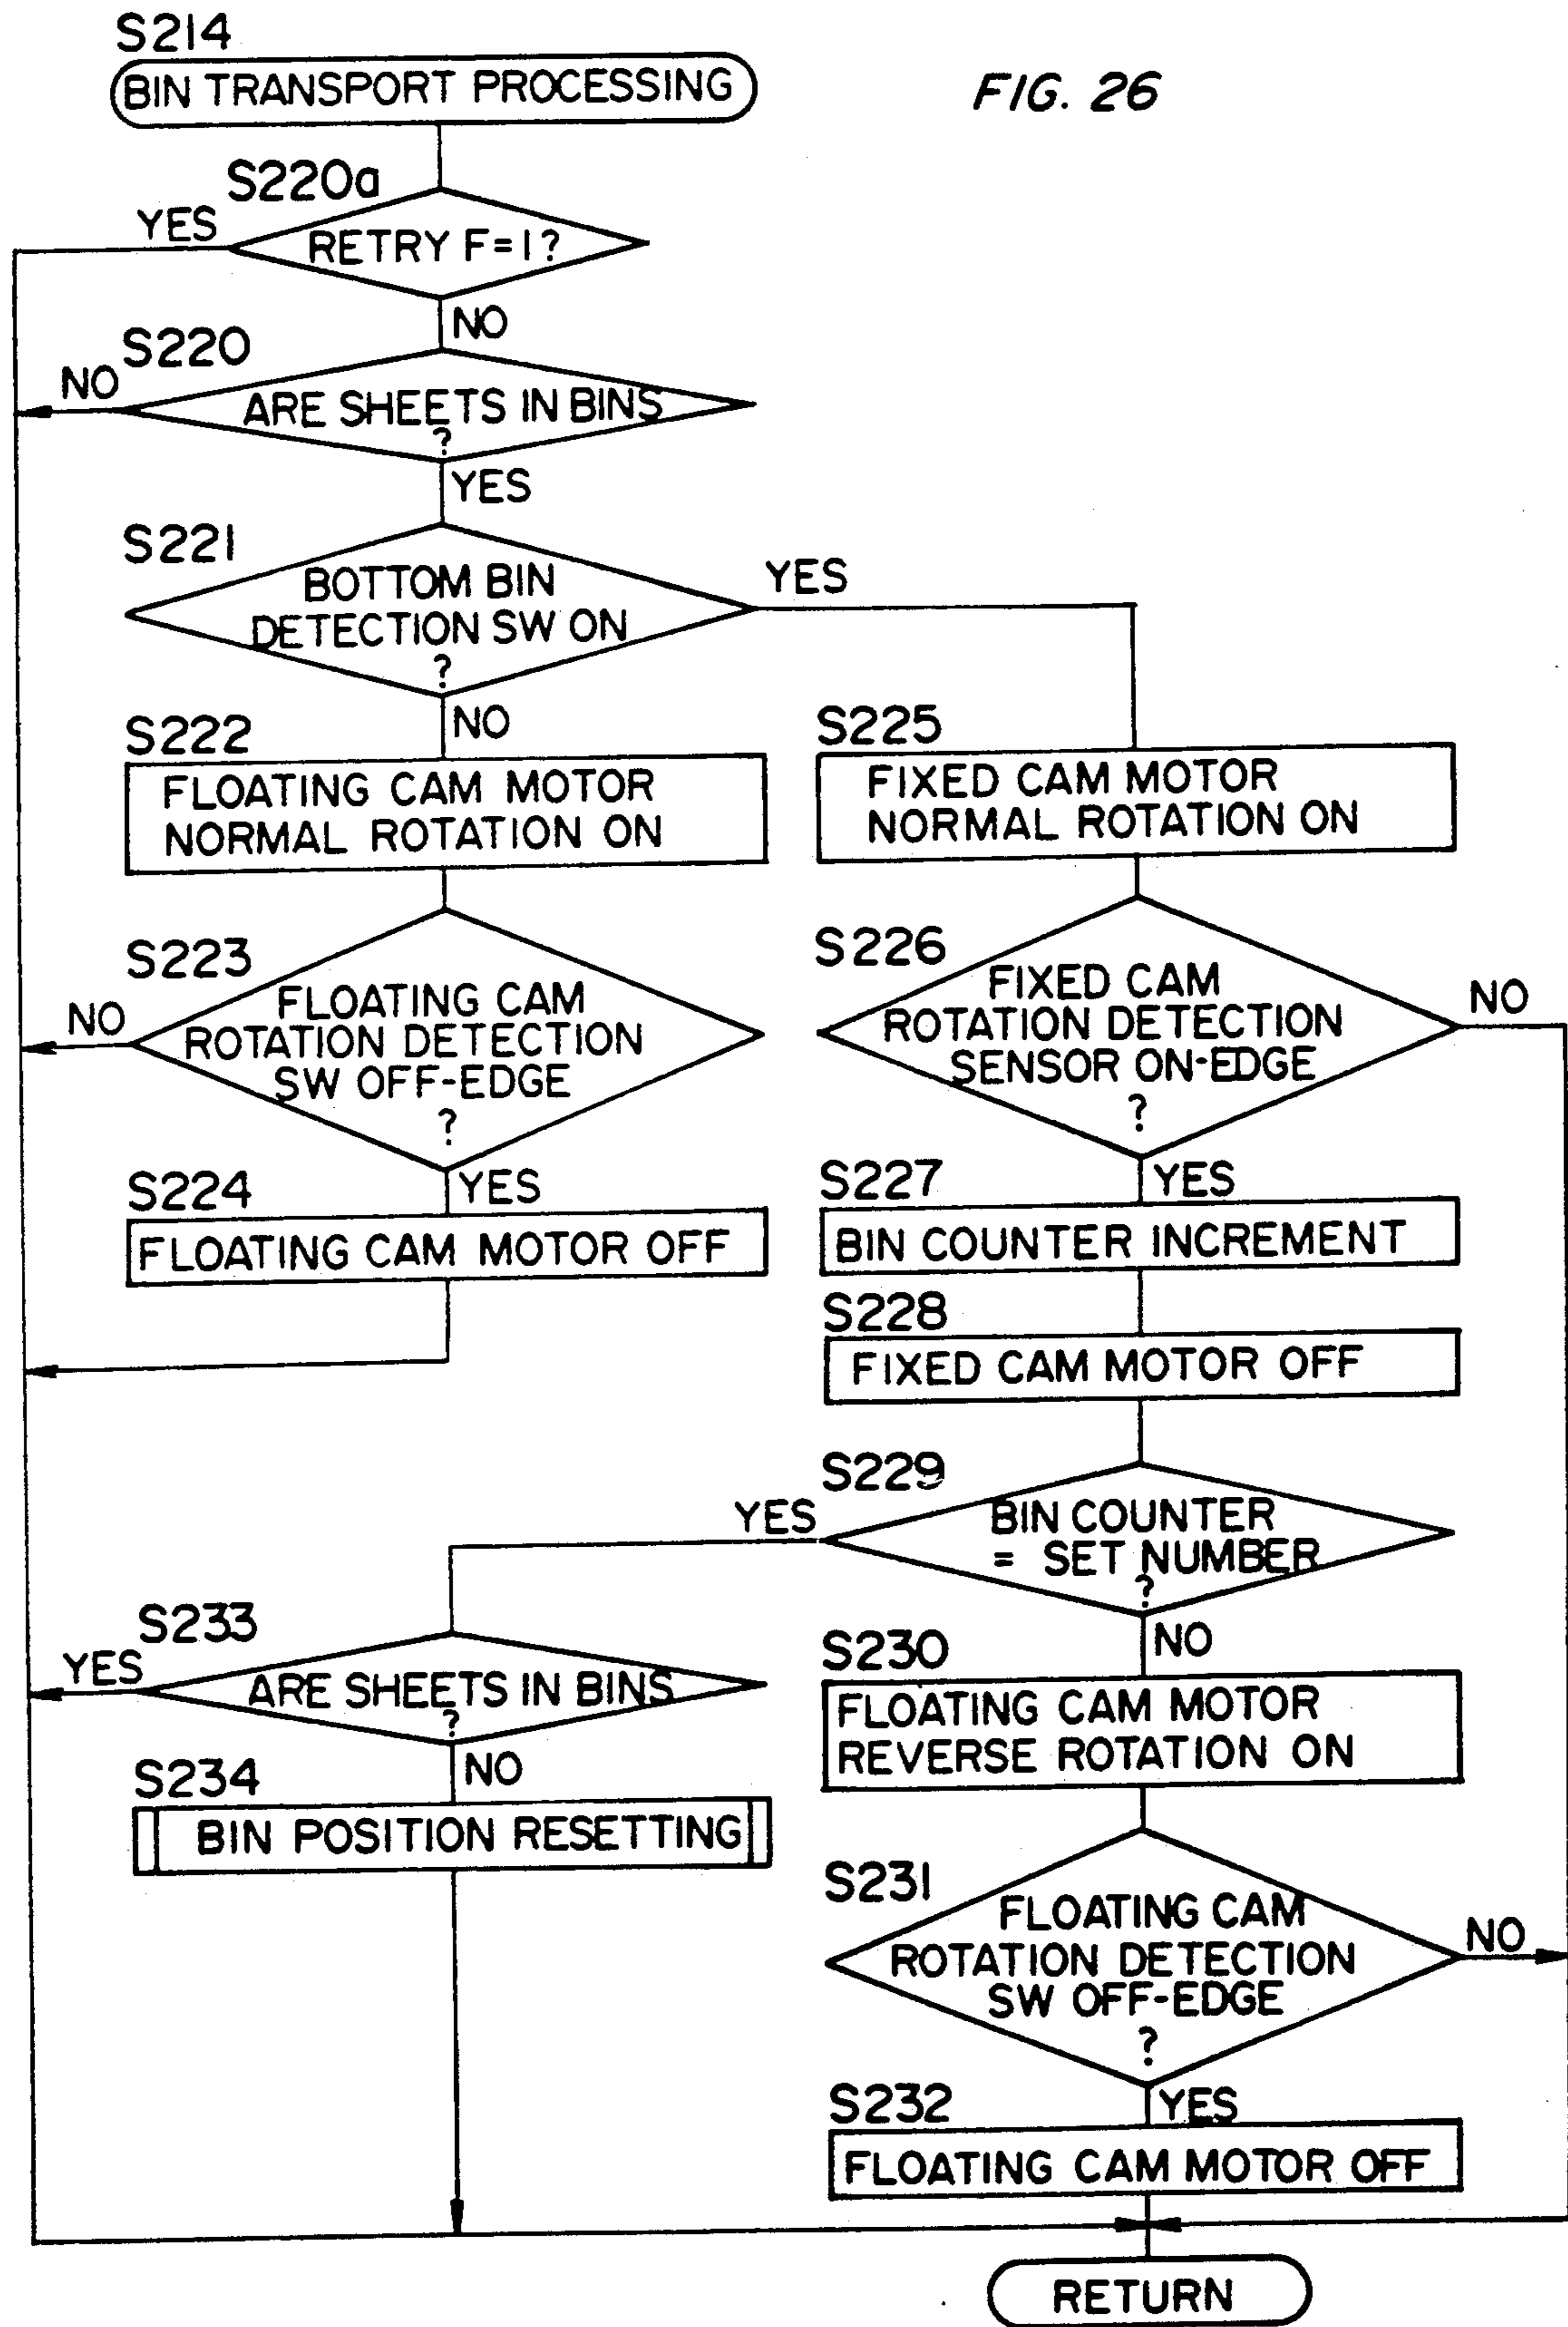 S214
BIN TRANSPORT PROCESSING
FIG. 26
S220a
YES
RETRY F=1?
NO
S220
NO
ARE SHEETS IN BINS
?
YES
S221
BOTTOM BIN
DETECTION SW ON
?
YES
NO
S222
FLOATING CAM MOTOR
NORMAL ROTATION ON
S225
FIXED CAM MOTOR
NORMAL ROTATION ON
S223
NO
FLOATING CAM
ROTATION DETECTION
SW OFF-EDGE
?
YES
S226
FIXED CAM
ROTATION DETECTION
SENSOR ON-EDGE
?
NO
YES
S224
FLOATING CAM MOTOR OFF
S227
BIN COUNTER INCREMENT
S228
FIXED CAM MOTOR OFF
S229
YES
BIN COUNTER
= SET NUMBER
?
NO
S233
YES
ARE SHEETS IN BINS
?
NO
S234
BIN POSITION RESETTING
S230
FLOATING CAM MOTOR
REVERSE ROTATION ON
S231
FLOATING CAM
ROTATION DETECTION
SW OFF-EDGE
?
NO
YES
S232
FLOATING CAM MOTOR OFF
RETURN